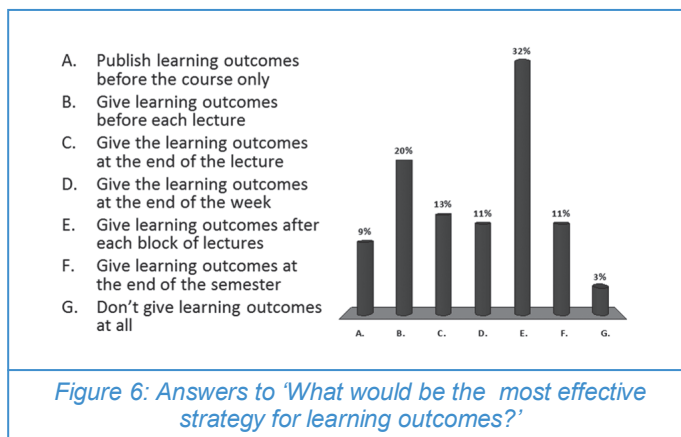 A. Publish learning outcomes
before the course only
B. Give learning outcomes
before each lecture
C. Give the learning outcomes
at the end of the lecture
D. Give the learning outcomes
at the end of the week
E. Give learning outcomes after
each block of lectures
F. Give learning outcomes at
the end of the semester
G. Don’t give learning outcomes
at all
9%
20%
13%
11%
32%
11%
3%
A. B. C. D. E. F. G.
Figure 6: Answers to ‘What would be the most effective
strategy for learning outcomes?’